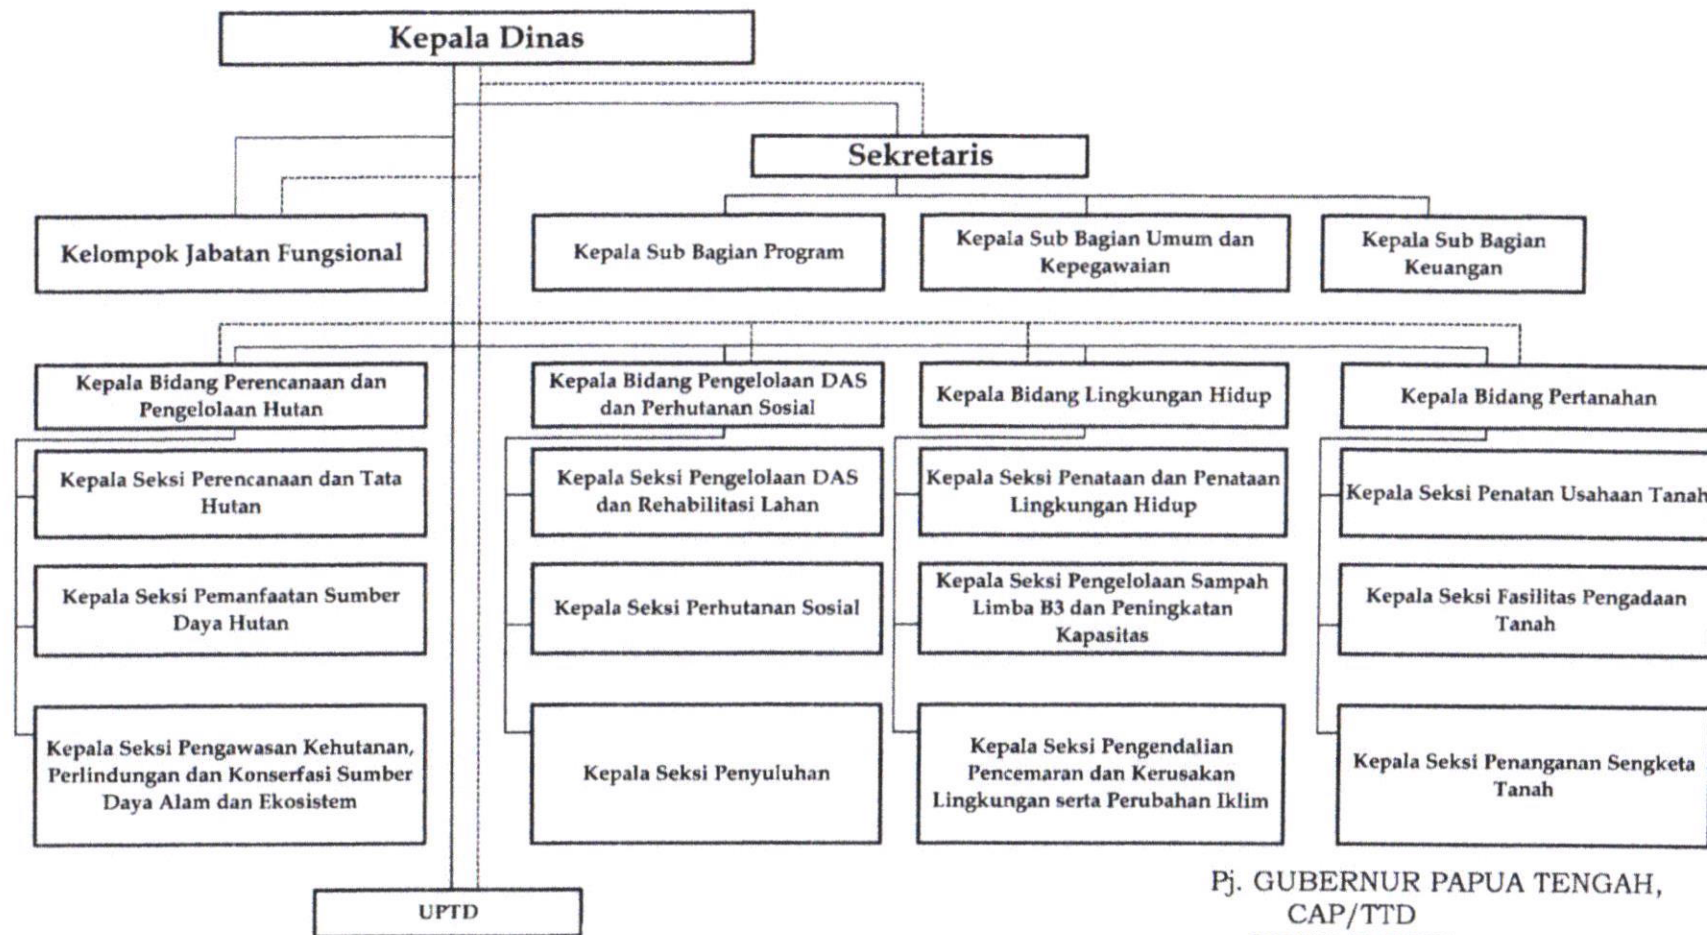 Kepala Dinas
Sekretaris
Kelompok Jabatan Fungsional
Kepala Sub Bagian Program
Kepala Sub Bagian Umum dan
Kepegawaian
Kepala Sub Bagian
Keuangan
Kepala Bidang Perencanaan dan
Pengelolaan Hutan
Kepala Bidang Pengelolaan DAS
dan Perhutanan Sosial
Kepala Bidang Lingkungan Hidup
Kepala Bidang Pertanahan
Kepala Seksi Perencanaan dan Tata
Hutan
Kepala Seksi Pengelolaan DAS
dan Rehabilitasi Lahan
Kepala Seksi Penataan dan Penataan
Lingkungan Hidup
Kepala Seksi Penatan Usahaan Tanah
Kepala Seksi Pemanfaatan Sumber
Daya Hutan
Kepala Seksi Perhutanan Sosial
Kepala Seksi Pengelolaan Sampah
Limba B3 dan Peningkatan
Kapasitas
Kepala Seksi Fasilitas Pengadaan
Tanah
Kepala Seksi Pengawasan Kehutanan,
Perlindungan dan Konserfasi Sumber
Daya Alam dan Ekosistem
Kepala Seksi Penyuluhan
Kepala Seksi Pengendalian
Pencemaran dan Kerusakan
Lingkungan serta Perubahan Iklim
Kepala Seksi Penanganan Sengketa
Tanah
UPTD
Pj. GUBERNUR PAPUA TENGAH,
CAP/TTD